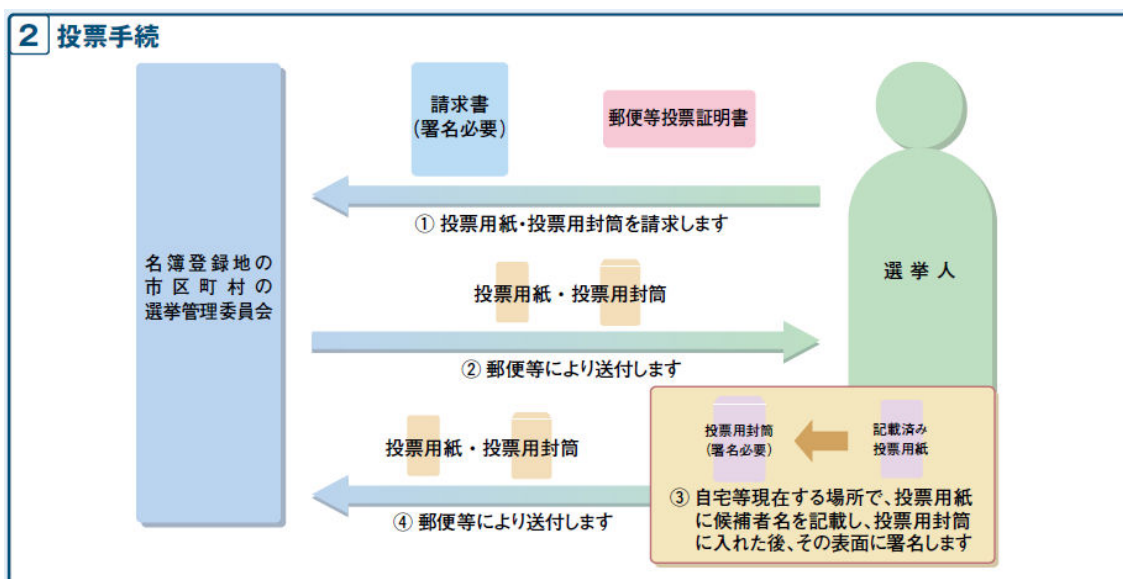 2 投票手続
請求書
(署名必要)
郵便等投票証明書
① 投票用紙・投票用封筒を請求します
名簿登録地の
市区町村の
選挙管理委員会
選挙人
投票用紙・投票用封筒
② 郵便等により送付します
投票用紙・投票用封筒
④ 郵便等により送付します
投票用封筒
(署名必要)
記載済み
投票用紙
③ 自宅等現在する場所で、投票用紙
に候補者名を記載し、投票用封筒
に入れた後、その表面に署名します